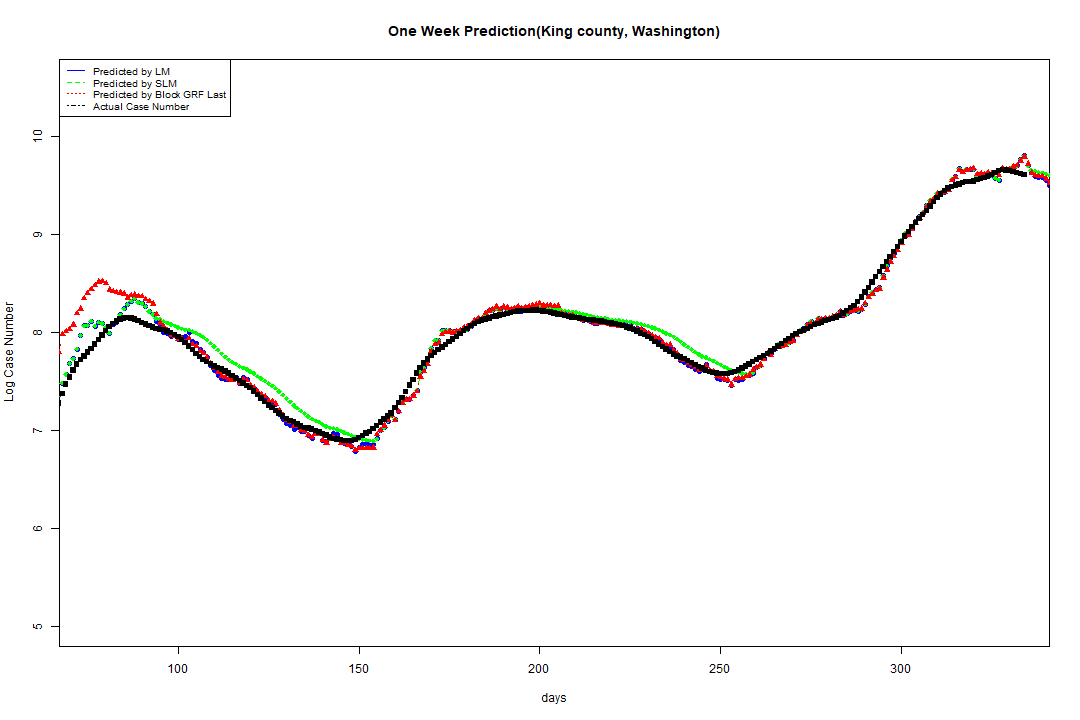 One Week Prediction(King county, Washington)
Predicted by LM
Predicted by SLM
Predicted by Block GRF Last
Actual Case Number
Log Case Number
10
9
8
7
6
5
100 150 200 250 300
days